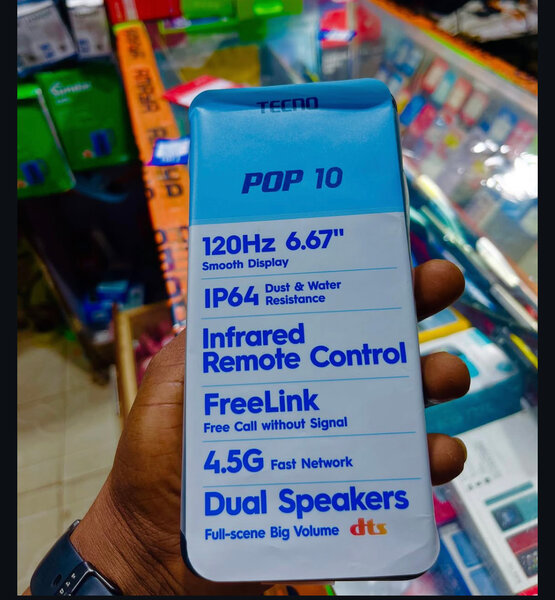 TECNO
POP 10
120Hz 6.67"
Smooth Display
IP64 Dust & Water
Resistance
Infrared
Remote Control
FreeLink
Free Call without Signal
4.5G Fast Network
Dual Speakers
Full-scene Big Volume dts